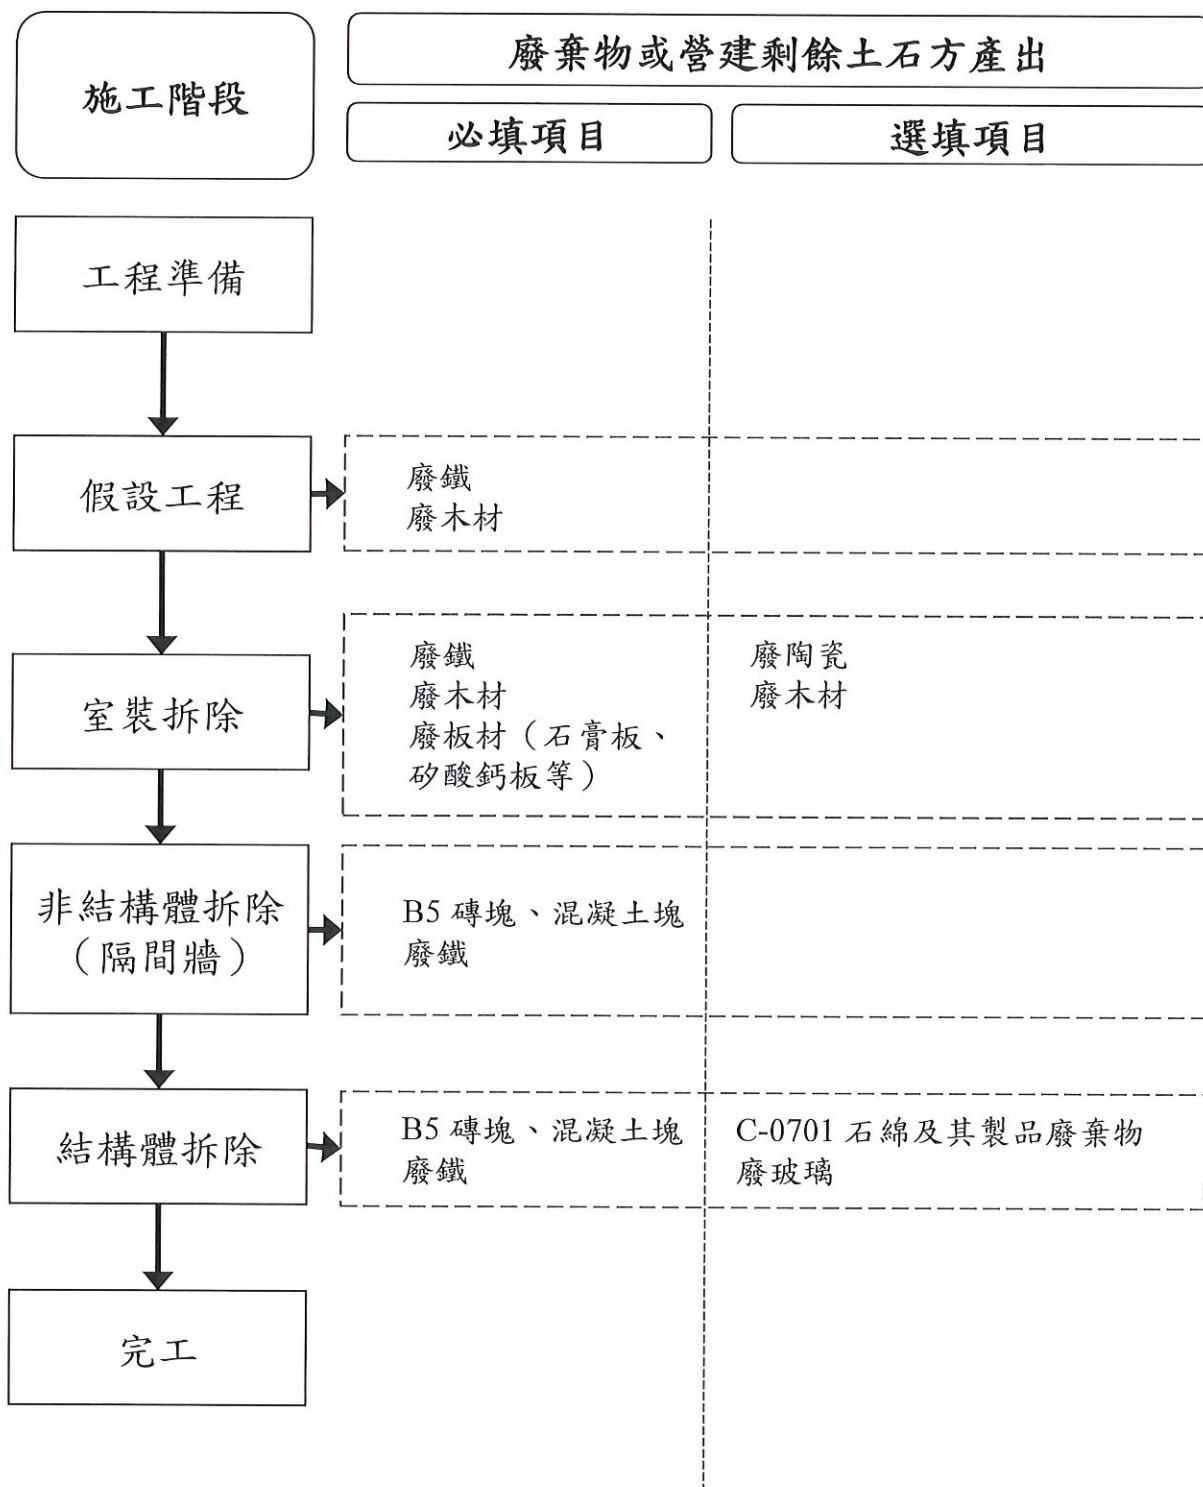 施工階段
廢棄物或營建剩餘土石方產出
必填項目
選填項目
工程準備
假設工程
廢鐵
廢木材
室裝拆除
廢鐵
廢木材
廢板材（石膏板、
矽酸鈣板等）
廢陶瓷
廢木材
非結構體拆除
（隔間牆）
B5 磚塊、混凝土塊
廢鐵
結構體拆除
B5 磚塊、混凝土塊
廢鐵
C-0701 石綿及其製品廢棄物
廢玻璃
完工